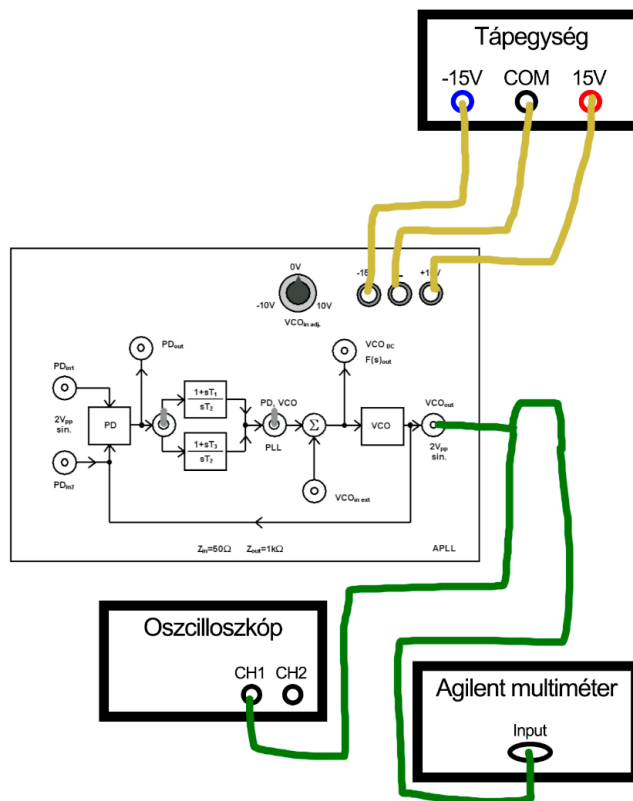 Tápegység
-15V COM 15V
0V
-10V 10V
VCOin adj.
-15V
PDout
VCO DC
F(s)out
PDin1
2Vpp
sin.
PDin2
PD
1+sT1
sT2
1+sT3
sT2
PD, VCO
PLL
Σ
VCO
VCOout
2Vpp
sin.
VCOin ext
Zin=50Ω Zout=1kΩ APLL
Oszcilloszkóp
CH1 CH2
Agilent multiméter
Input